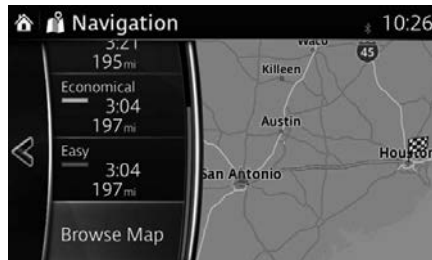 Navigation
10:26
3:21
195mi
Economical
3:04
197mi
Easy
3:04
197mi
Browse Map
Waco
45
Killeen
Austin
Houston
San Antonio